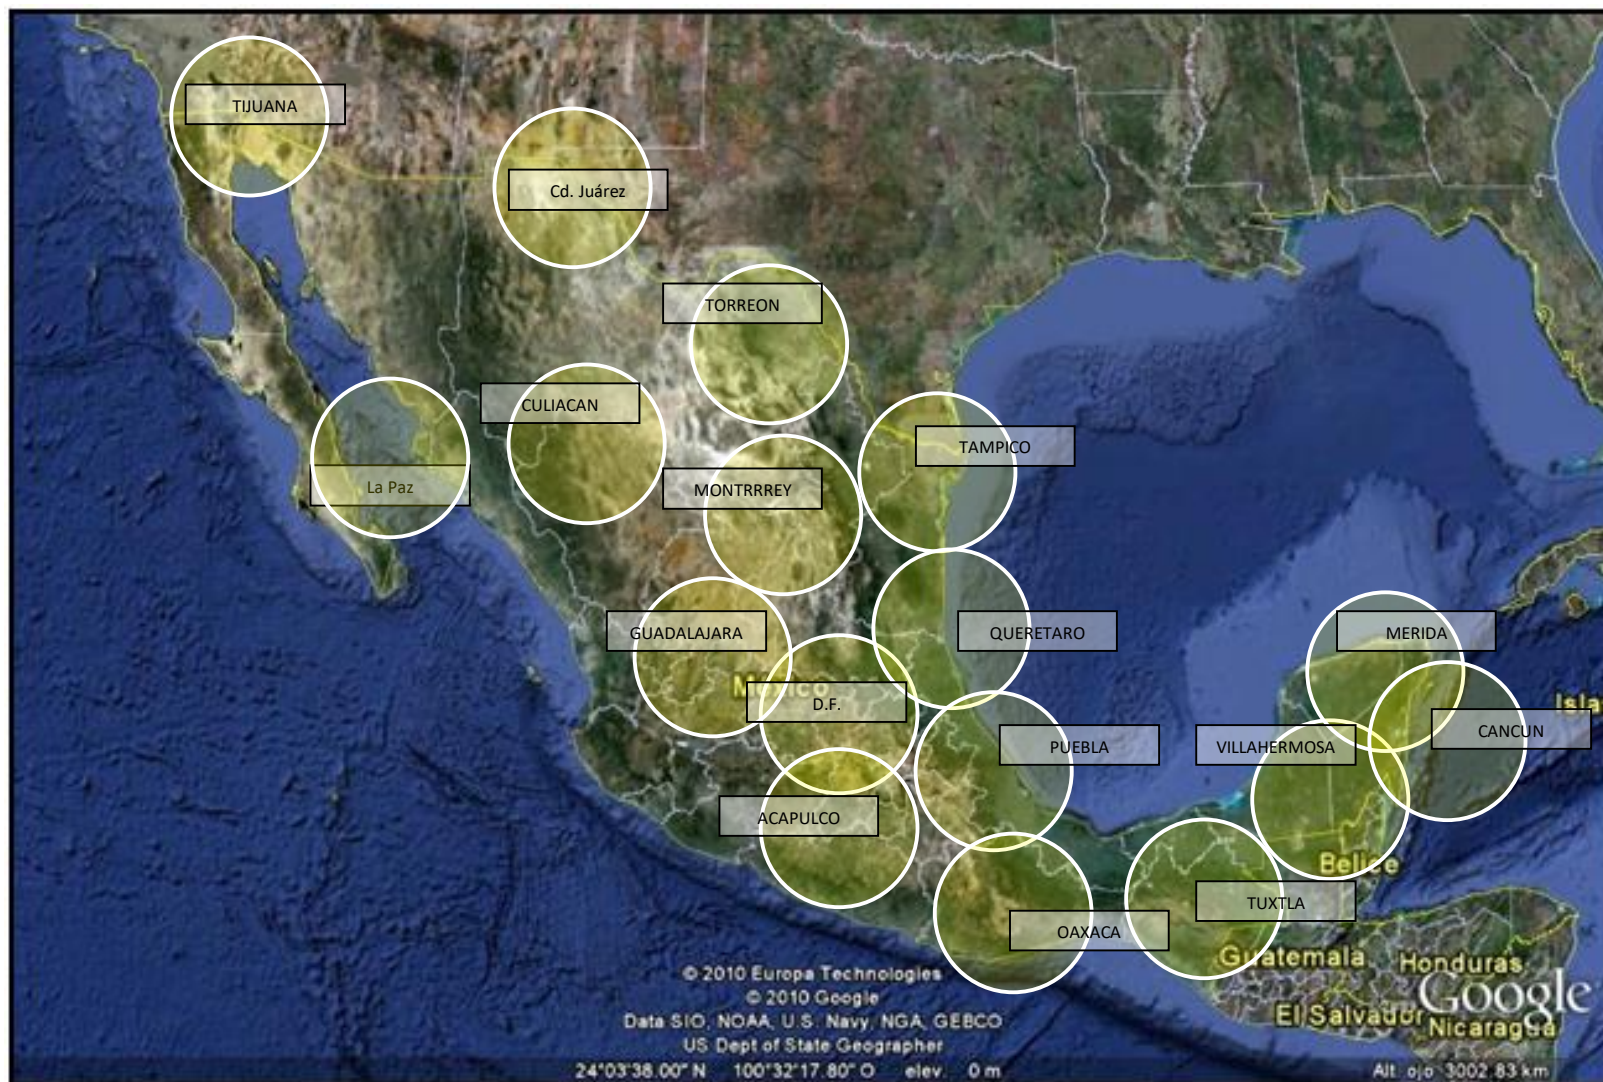 TIJUANA
Cd. Juárez
TORREON
CULIACAN
TAMPICO
La Paz
MONTRRREY
GUADALAJARA
QUERETARO
MERIDA
México
D.F.
Isla
CANCUN
PUEBLA
VILLAHERMOSA
ACAPULCO
Belice
TUXTLA
OAXACA
Guatemala
Honduras
© 2010 Europa Technologies
© 2010 Google
Google
Data SIO, NOAA, U.S. Navy, NGA, GEBCO
El Salvador
Nicaragua
US Dept of State Geographer
24°03'38.00" N 100°32'17.80" O elev. 0 m
Alt. ojo 3002.83 km